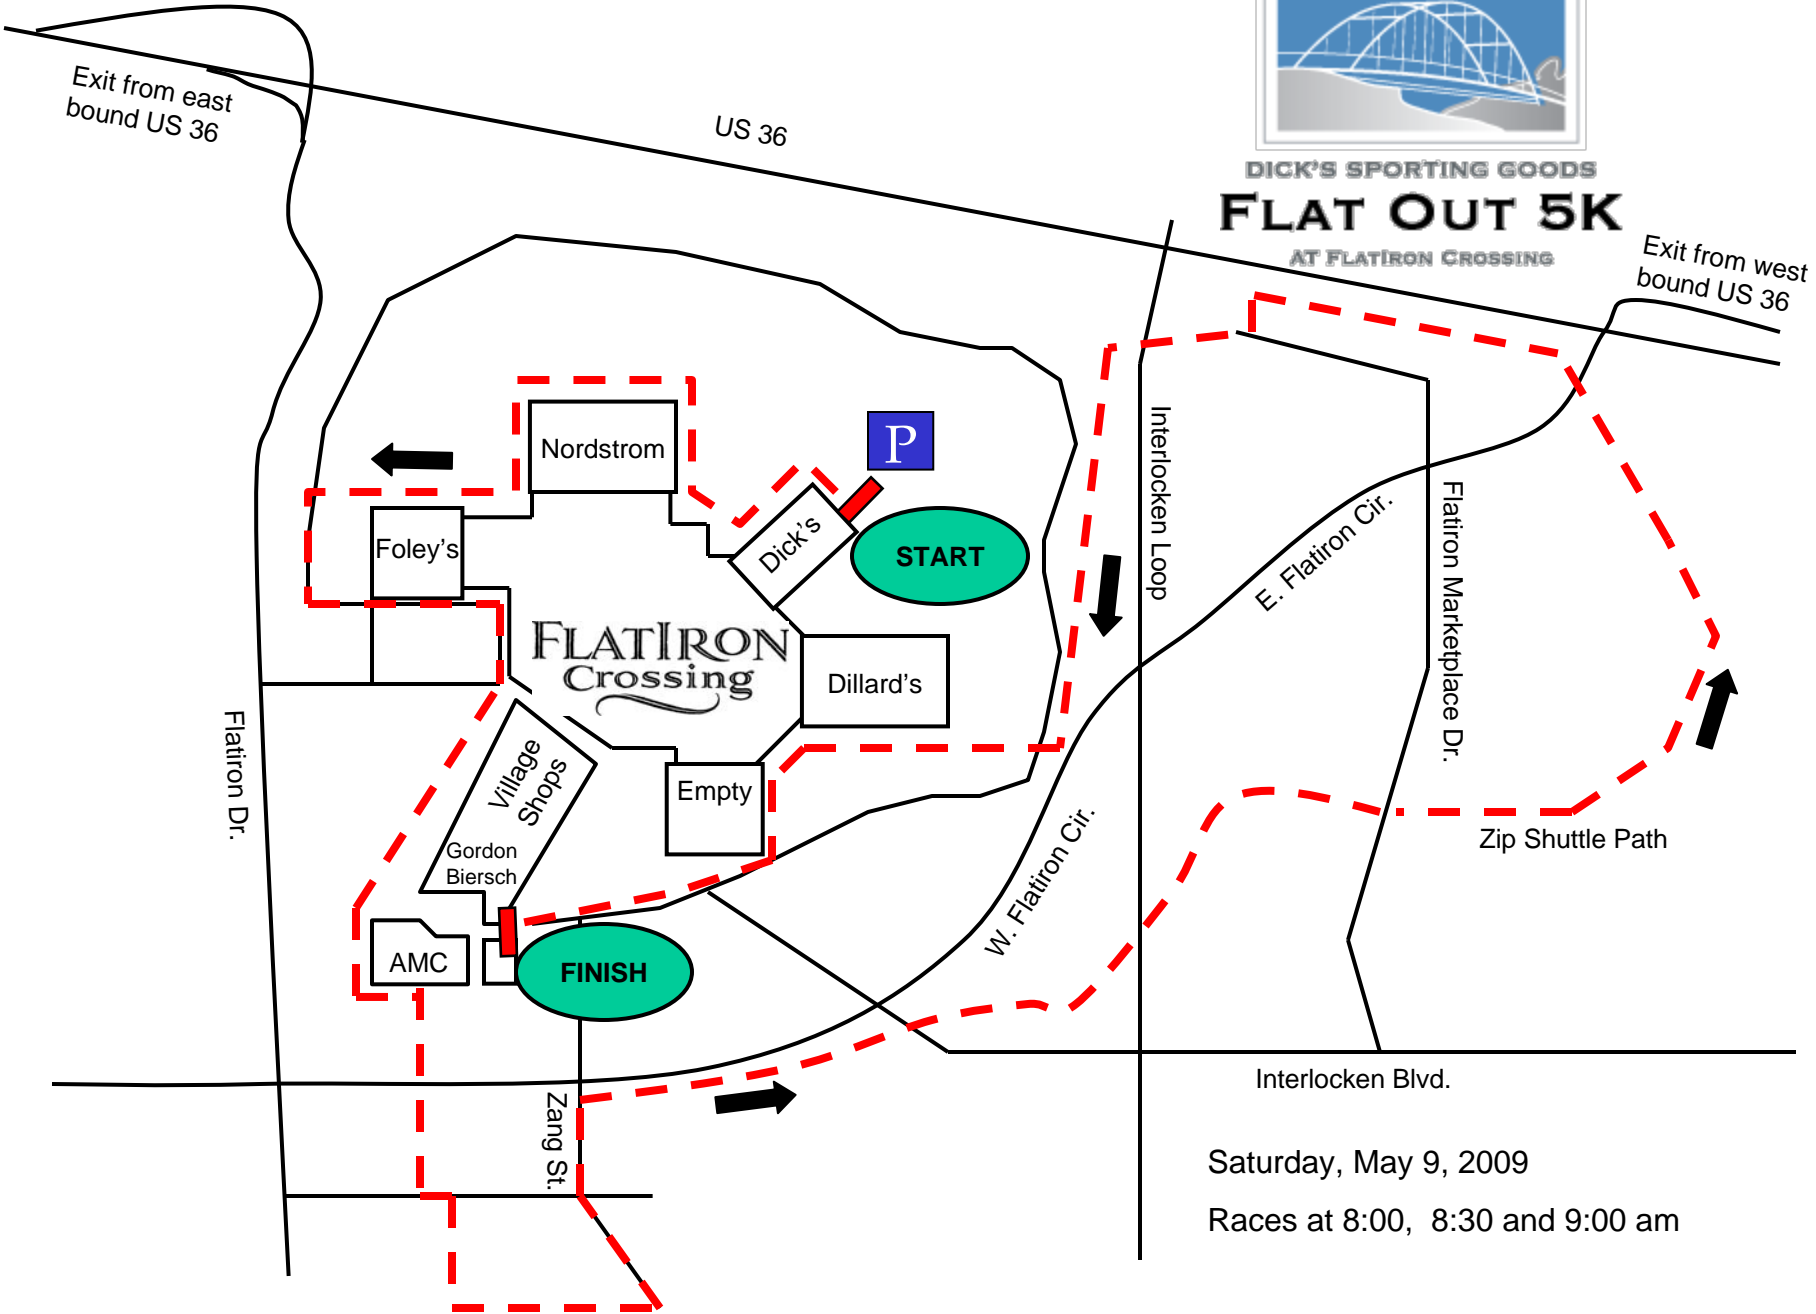 Exit from east
bound US 36
US 36
DICK'S SPORTING GOODS
FLAT OUT 5K
AT FLATIRON CROSSING
Exit from west
bound US 36
Nordstrom
P
Interlocken Loop
Foley's
Dick's
START
E. Flatiron Cir.
Flatiron Marketplace Dr.
FLATIRON
Crossing
Dillard's
Flatiron Dr.
Village
Shops
Empty
Gordon
Biersch
W. Flatiron Cir.
Zip Shuttle Path
AMC
FINISH
Interlocken Blvd.
Zang St.
Saturday, May 9, 2009
Races at 8:00, 8:30 and 9:00 am